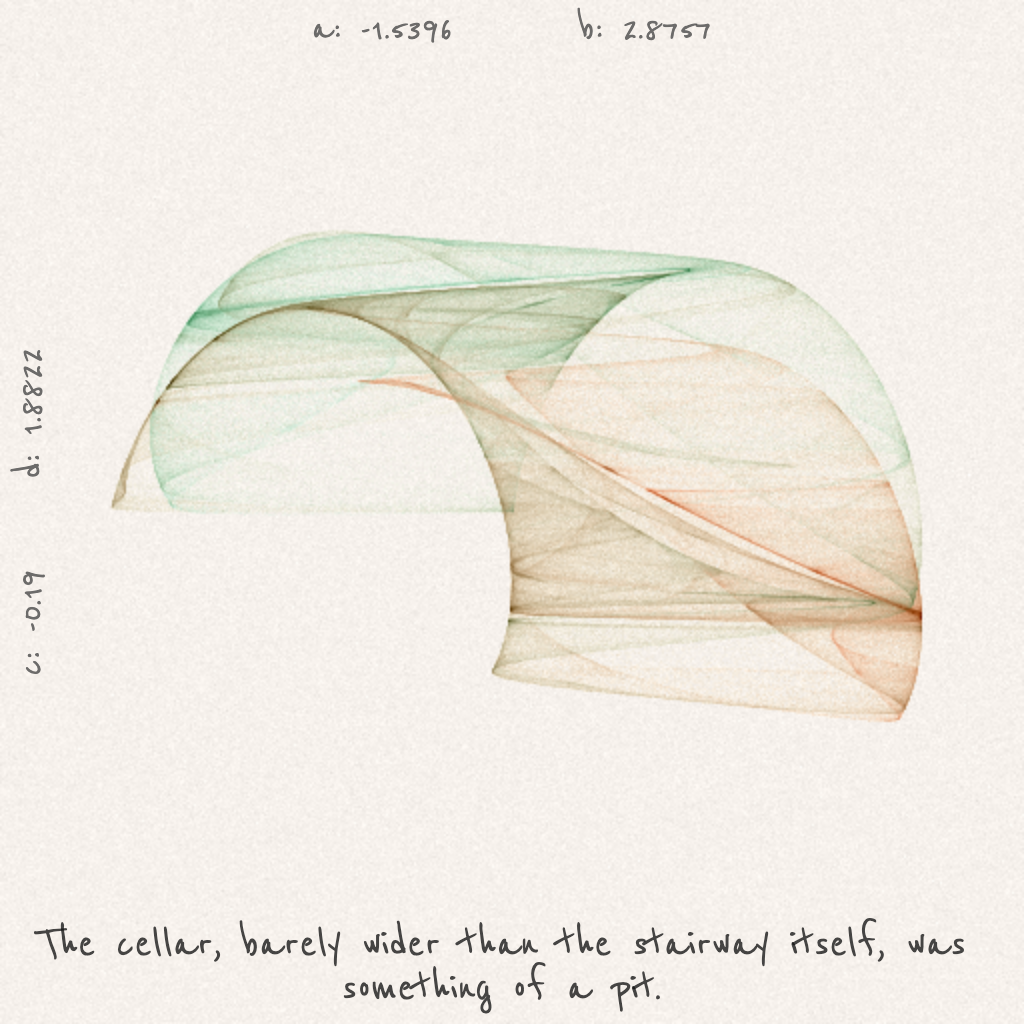 a: -1.5396
b: 2.8757
d: 1.8822
c: -0.19
The cellar, barely wider than the stairway itself, was
something of a pit.